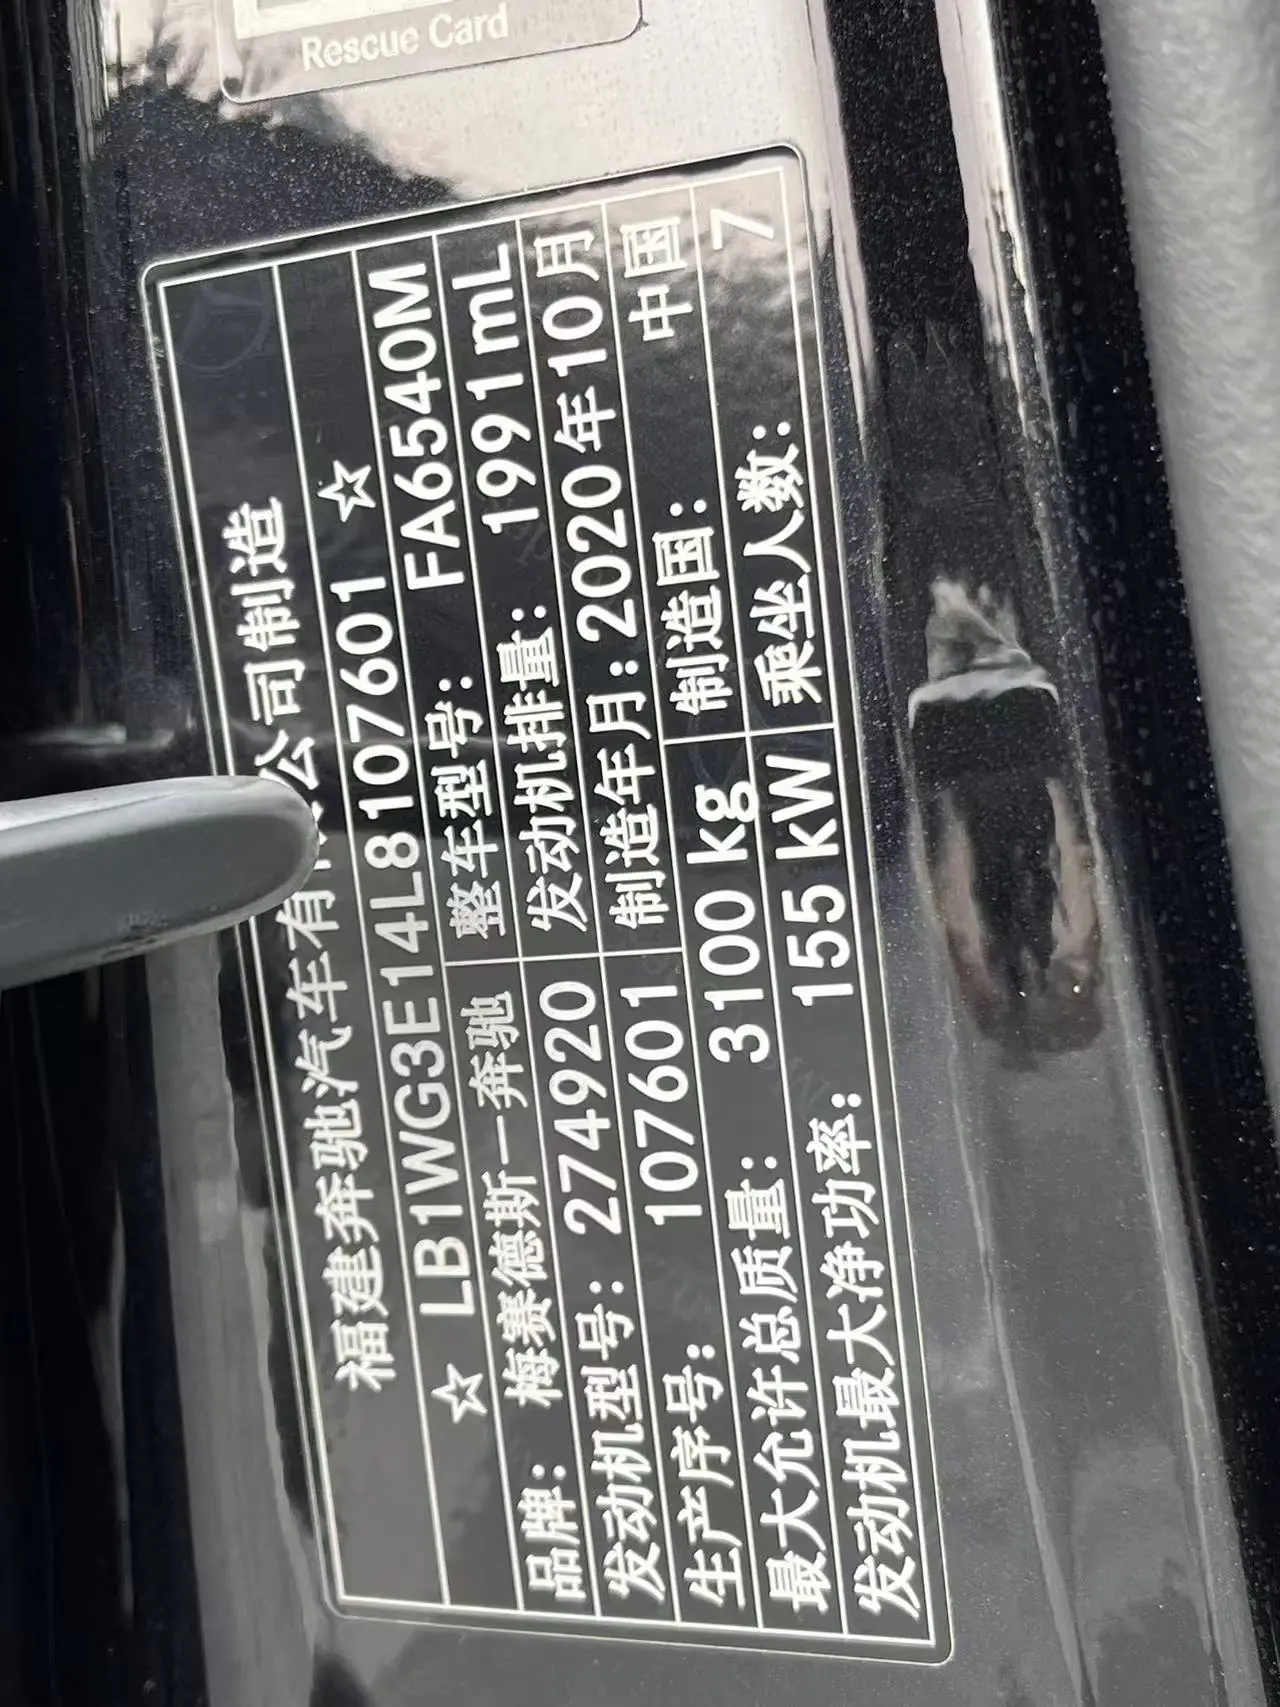 Rescue Card
福建奔驰汽车有限公司制造
☆ LB1WG3E14L8107601 ☆
品牌： 梅赛德斯－奔驰 整车型号： FA6540M
发动机型号： 274920 发动机排量： 1991mL
生产序号： 107601 制造年月：2020年10月
最大允许总质量： 3100 kg 制造国： 中国
发动机最大净功率： 155 kW 乘坐人数： 7